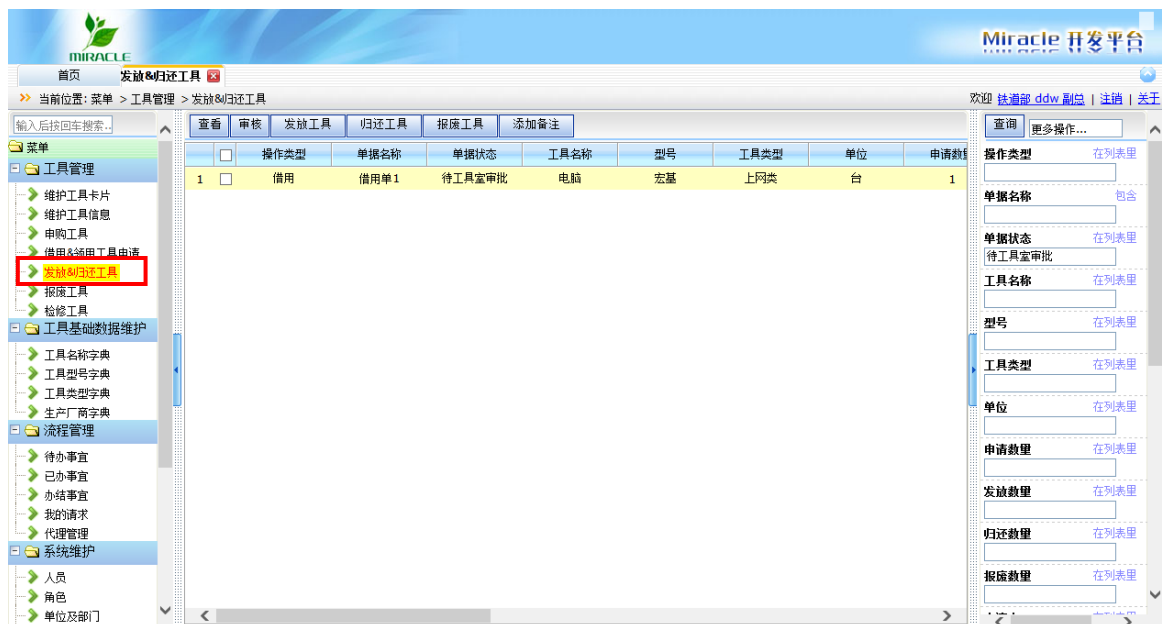 MIRACLE
Miracle 开发平台
首页 发放&归还工具
当前位置: 菜单 > 工具管理 > 发放&归还工具
欢迎 铁道部 ddw 副总 | 注销 | 关于
输入后按回车搜索..
菜单
工具管理
维护工具卡片
维护工具信息
申购工具
借用&领用工具申请
发放&归还工具
报废工具
检修工具
工具基础数据维护
工具名称字典
工具型号字典
工具类型字典
生产厂商字典
流程管理
待办事宜
已办事宜
办结事宜
我的请求
代理管理
系统维护
人员
角色
单位及部门
查看 审核 发放工具 归还工具 报废工具 添加备注
操作类型 单据名称 单据状态 工具名称 型号 工具类型 单位 申请数量
1 借用 借用单1 待工具室审批 电脑 宏基 上网类 台 1
查询 更多操作...
操作类型 在列表里
单据名称 包含
单据状态 在列表里
待工具室审批
工具名称 在列表里
型号 在列表里
工具类型 在列表里
单位 在列表里
申请数量 在列表里
发放数量 在列表里
归还数量 在列表里
报废数量 在列表里